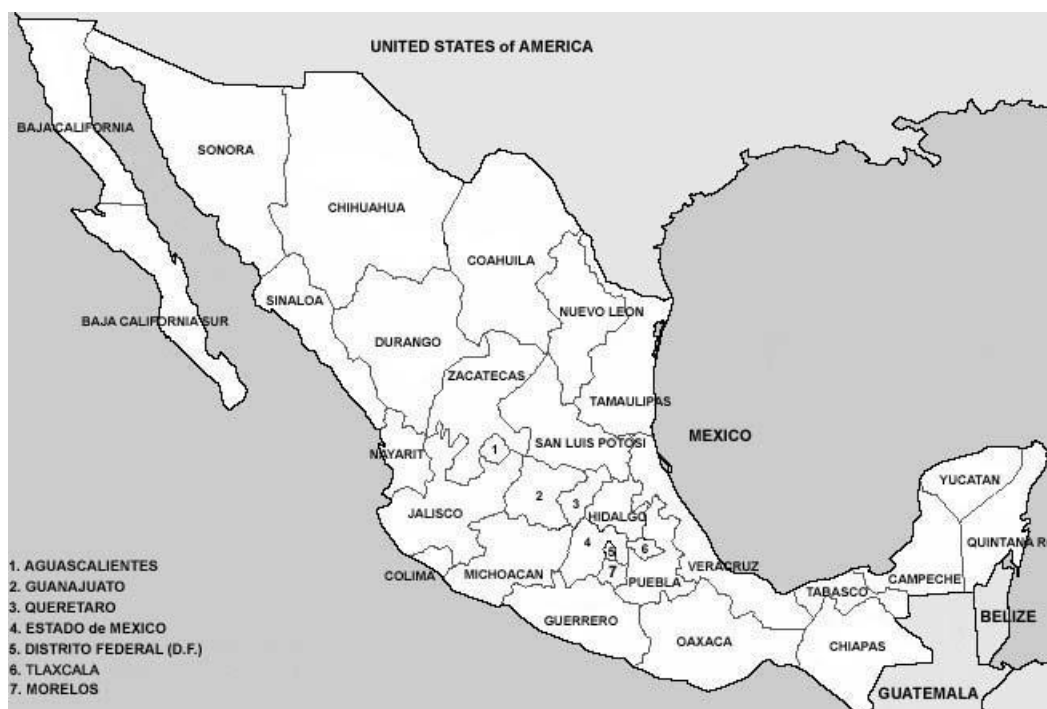 UNITED STATES of AMERICA
BAJA CALIFORNIA
SONORA
CHIHUAHUA
COAHUILA
SINALOA
NUEVO LEON
BAJA CALIFORNIA SUR
DURANGO
ZACATECAS
TAMAULIPAS
MEXICO
SAN LUIS POTOSI
NAYARIT
1
YUCATAN
2
3
JALISCO
HIDALGO
QUINTANA R
4
5
6
7
COLIMA
MICHOACAN
PUEBLA
VERACRUZ
CAMPECHE
TABASCO
BELIZE
GUERRERO
OAXACA
CHIAPAS
GUATEMALA
1. AGUASCALIENTES
2. GUANAJUATO
3. QUERETARO
4. ESTADO de MEXICO
5. DISTRITO FEDERAL (D.F.)
6. TLAXCALA
7. MORELOS